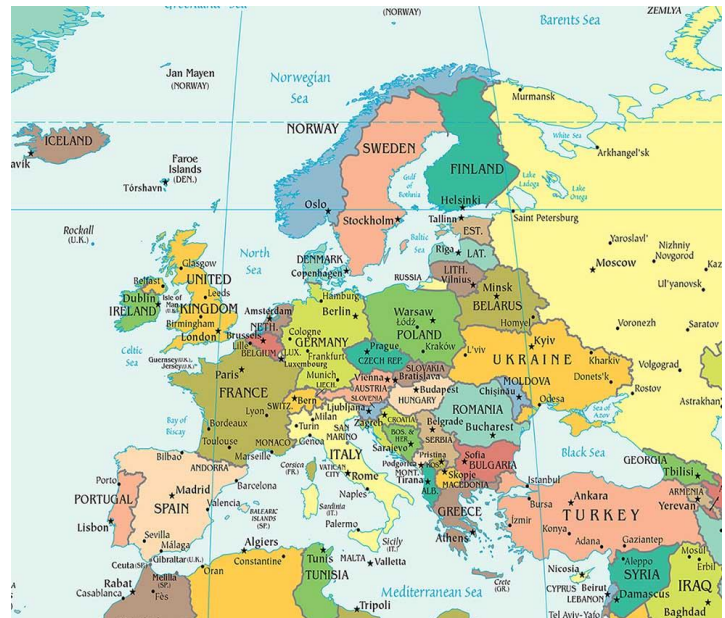 Greenland Sea
(NORWAY)
Barents Sea
ZEMLYA
Jan Mayen
(NORWAY)
Norwegian
Sea
Murmansk
White Sea
Arkhangel'sk
ICELAND
avik
NORWAY
SWEDEN
FINLAND
Faroe
Islands
(DEN.)
Tórshavn
Gulf
of
Bothnia
Lake
Ladoga
Lake
Onega
Oslo
Helsinki
Saint Petersburg
Stockholm
Tallinn
EST.
Rockall
(U.K.)
North
Sea
Baltic
Sea
Riga
LAT.
Yaroslavl'
Nizhniy
Novgorod
Moscow
Ul'yanovsk
DENMARK
Copenhagen
LITH.
Vilnius
RUSSIA
Glasgow
UNITED
KINGDOM
Belfast
Isle of
Man (U.K.)
Leeds
Dublin
IRELAND
Birmingham
London
Hamburg
Berlin
Minsk
BELARUS
Homyel'
Voronezh
Saratov
Amsterdam
NETH.
Brussels
Lille
BELGIUM
LUX.
Luxembourg
Cologne
GERMANY
Frankfurt
Warsaw
Łódź
POLAND
Kraków
Celtic
Sea
Guernsey (U.K.)
Jersey (U.K.)
Prague
CZECH REP.
L'viv
Kyiv
UKRAINE
Kharkiv
Donets'k
Volgograd
Rostov
Astrakhan'
Paris
FRANCE
Munich
LIECH.
Vienna
AUSTRIA
SLOVAKIA
Bratislava
Budapest
HUNGARY
MOLDOVA
Chișinău
Odesa
Sea of
Azov
Bay of
Biscay
Lyon
SWITZ.
Bern
SLOVENIA
Ljubljana
Zagreb
CROATIA
ROMANIA
Bucharest
Bordeaux
Toulouse
Marseille
MONACO
Milan
Turin
Genoa
SAN
MARINO
BOS. &
HER.
Sarajevo
Belgrade
SERBIA
Black Sea
GEORGIA
Tbilisi
Bilbao
ANDORRA
Corsica
(FR.)
ITALY
VATICAN
CITY
Rome
Podgorica
MONT.
Pristina
KOS.
Sofia
BULGARIA
Skopje
MACEDONIA
Tirana
ALB.
ARMENIA
Yerevan
Porto
PORTUGAL
Lisbon
Madrid
SPAIN
Barcelona
Valencia
BALEARIC
ISLANDS
(SP.)
Sardinia
(IT.)
Naples
GREECE
Athens
Istanbul
Bursa
Ankara
TURKEY
İzmir
Konya
Adana
Gaziantep
Sevilla
Málaga
Gibraltar (U.K.)
Ceuta (SP.)
Melilla
(SP.)
Palermo
Sicily
(IT.)
Algiers
Oran
Constantine
Tunis
TUNISIA
MALTA
Valletta
Crete
(GR.)
Nicosia
CYPRUS
Aleppo
SYRIA
Mosul
Erbil
Rabat
Casablanca
Fès
Mediterranean Sea
Tripoli
Beirut
LEBANON
Damascus
IRAQ
Baghdad
Tel Aviv-Yafo